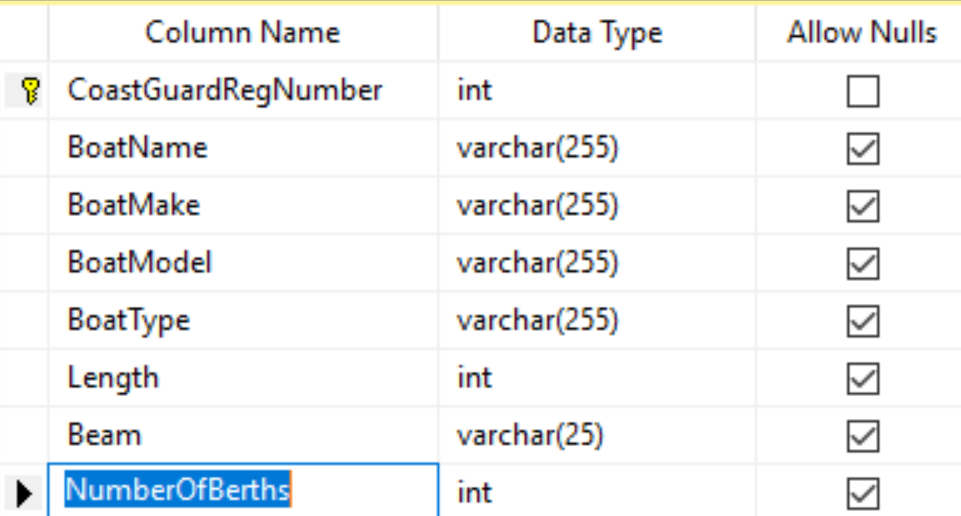 Column Name Data Type Allow Nulls
CoastGuardRegNumber int
BoatName varchar(255)
BoatMake varchar(255)
BoatModel varchar(255)
BoatType varchar(255)
Length int
Beam varchar(25)
NumberOfBerths int